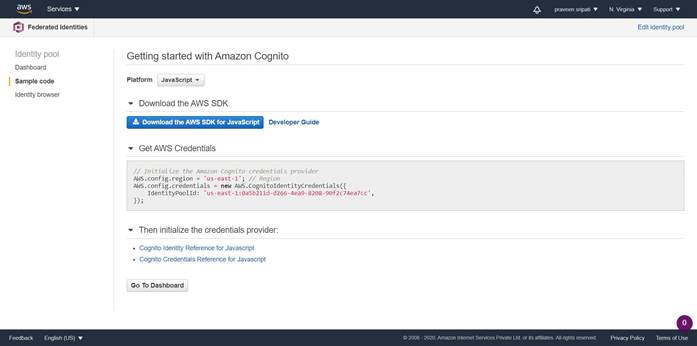 aws Services praveen sripati N. Virginia Support
Federated Identities Edit identity pool
Identity pool
Dashboard
Sample code
Identity browser
Getting started with Amazon Cognito
Platform JavaScript
Download the AWS SDK
Download the AWS SDK for JavaScript Developer Guide
Get AWS Credentials
// Initialize the Amazon Cognito credentials provider
AWS.config.region = 'us-east-1'; // Region
AWS.config.credentials = new AWS.CognitoIdentityCredentials({
IdentityPoolId: 'us-east-1:0a5b211d-d266-4ea9-8208-90f2c74ea7cc',
});
Then initialize the credentials provider:
Cognito Identity Reference for Javascript
Cognito Credentials Reference for Javascript
Go To Dashboard
0
Feedback English (US) © 2008 - 2020, Amazon Internet Services Private Ltd. or its affiliates. All rights reserved. Privacy Policy Terms of Use